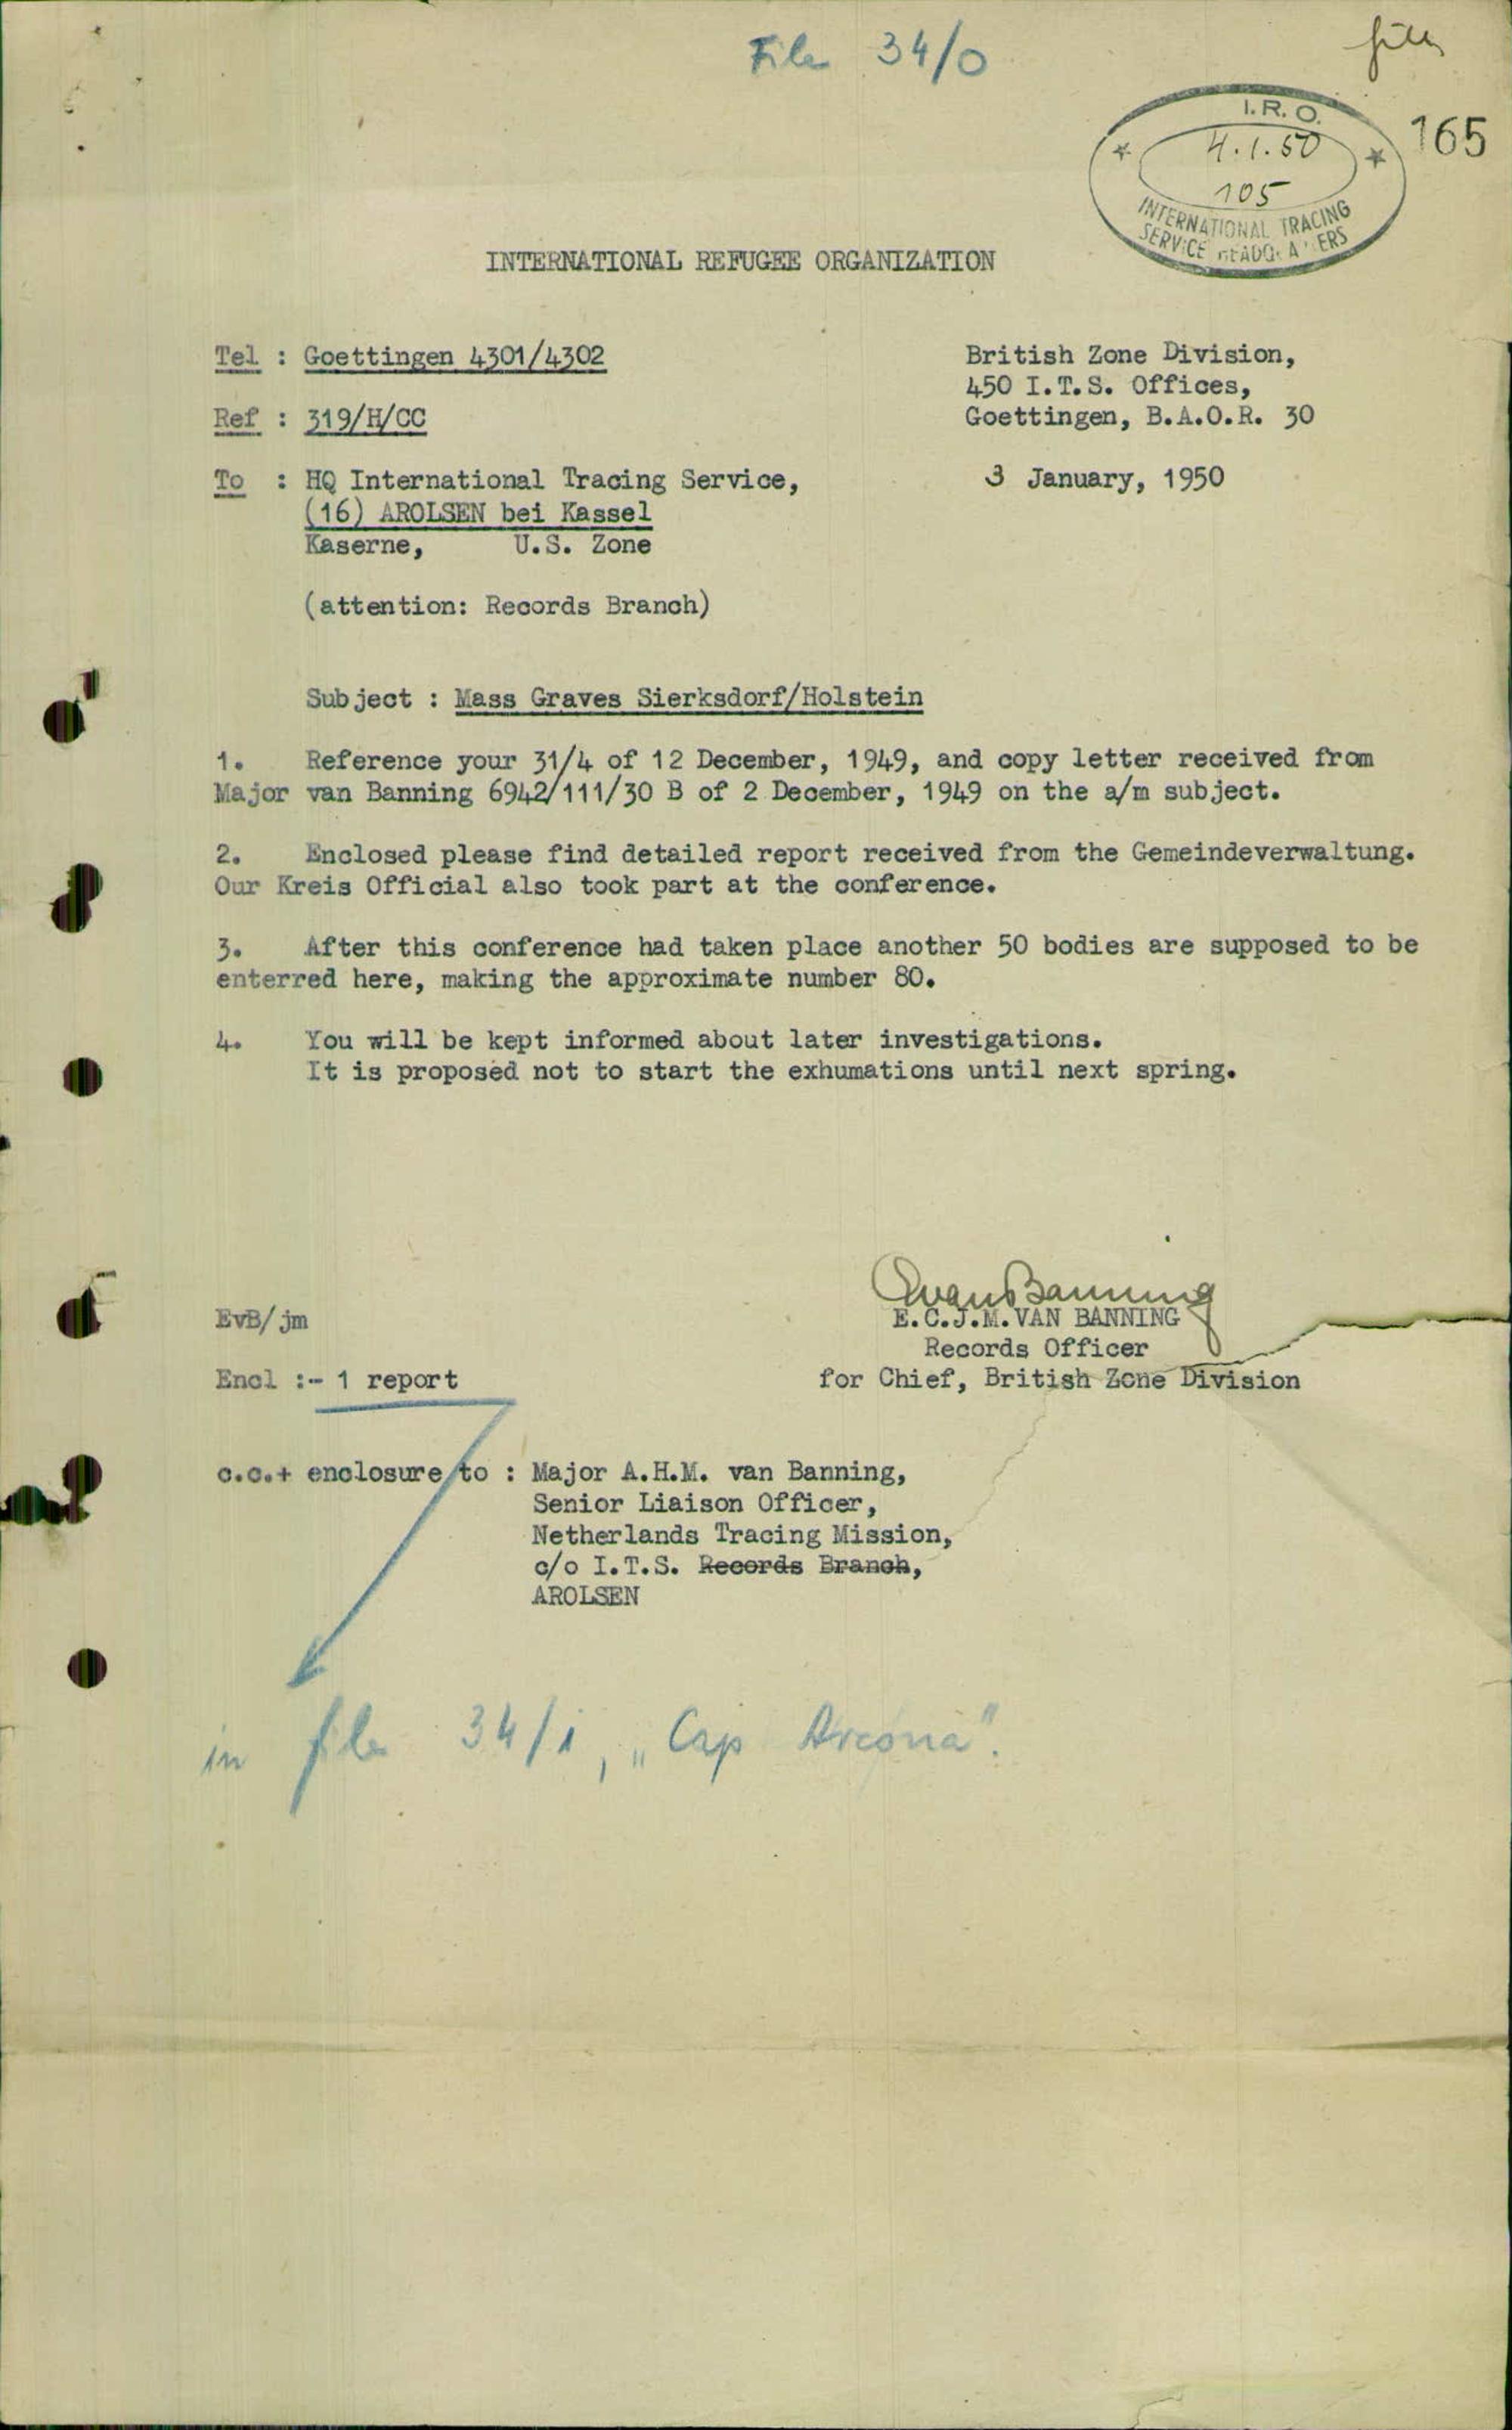 File 34/0
I.R.O.
4.1.50
105
INTERNATIONAL TRACING
SERVICE
165
INTERNATIONAL REFUGEE ORGANIZATION
Tel : Goettingen 4301/4302
British Zone Division,
450 I.T.S. Offices,
Goettingen, B.A.O.R. 30
Ref : 319/H/CC
To : HQ International Tracing Service,
(16) AROLSEN bei Kassel
Kaserne, U.S. Zone
3 January, 1950
(attention: Records Branch)
Subject : Mass Graves Sierksdorf/Holstein
1. Reference your 31/4 of 12 December, 1949, and copy letter received from
Major van Banning 6942/111/30 B of 2 December, 1949 on the a/m subject.
2. Enclosed please find detailed report received from the Gemeindeverwaltung.
Our Kreis Official also took part at the conference.
3. After this conference had taken place another 50 bodies are supposed to be
enterred here, making the approximate number 80.
4. You will be kept informed about later investigations.
It is proposed not to start the exhumations until next spring.
EvanBanning
E.C.J.M. VAN BANNING
Records Officer
for Chief, British Zone Division
EvB/jm
Encl :- 1 report
c.c.+ enclosure to : Major A.H.M. van Banning,
Senior Liaison Officer,
Netherlands Tracing Mission,
c/o I.T.S. Records Branch,
AROLSEN
in file 34/1, „Cap Arcona".